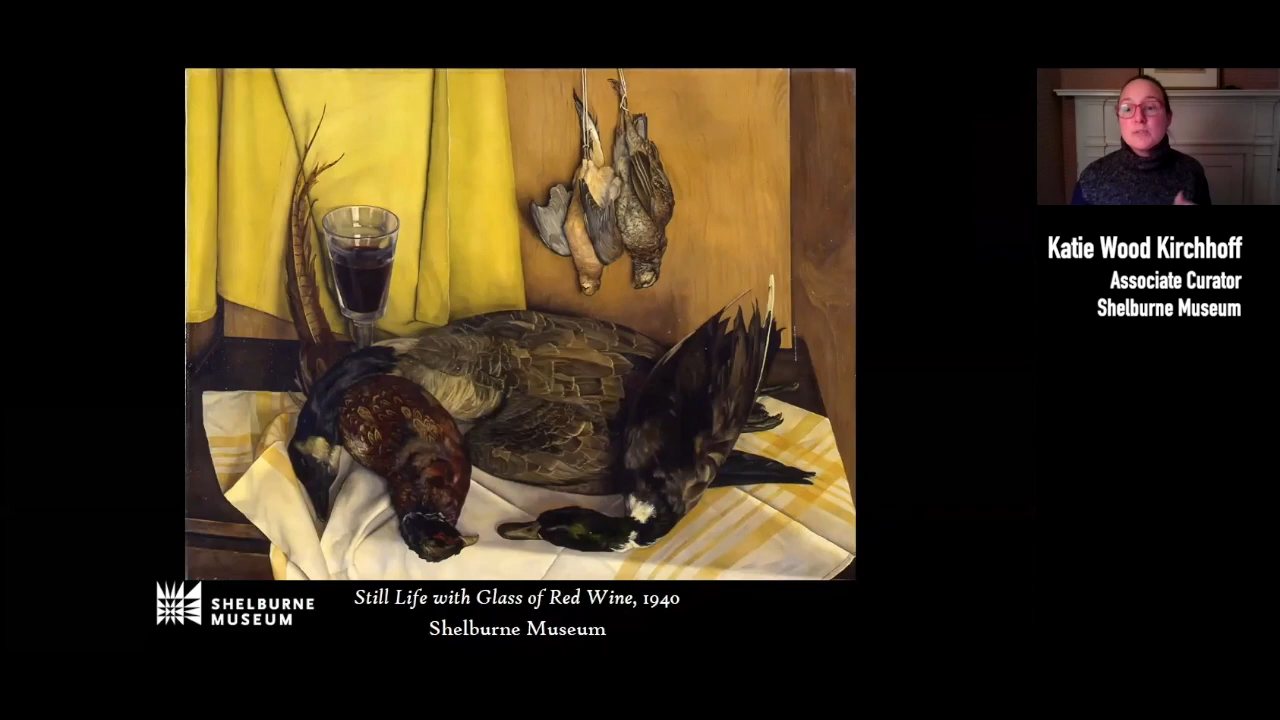 Katie Wood Kirchhoff
Associate Curator
Shelburne Museum
SHELBURNE
MUSEUM
Still Life with Glass of Red Wine, 1940
Shelburne Museum